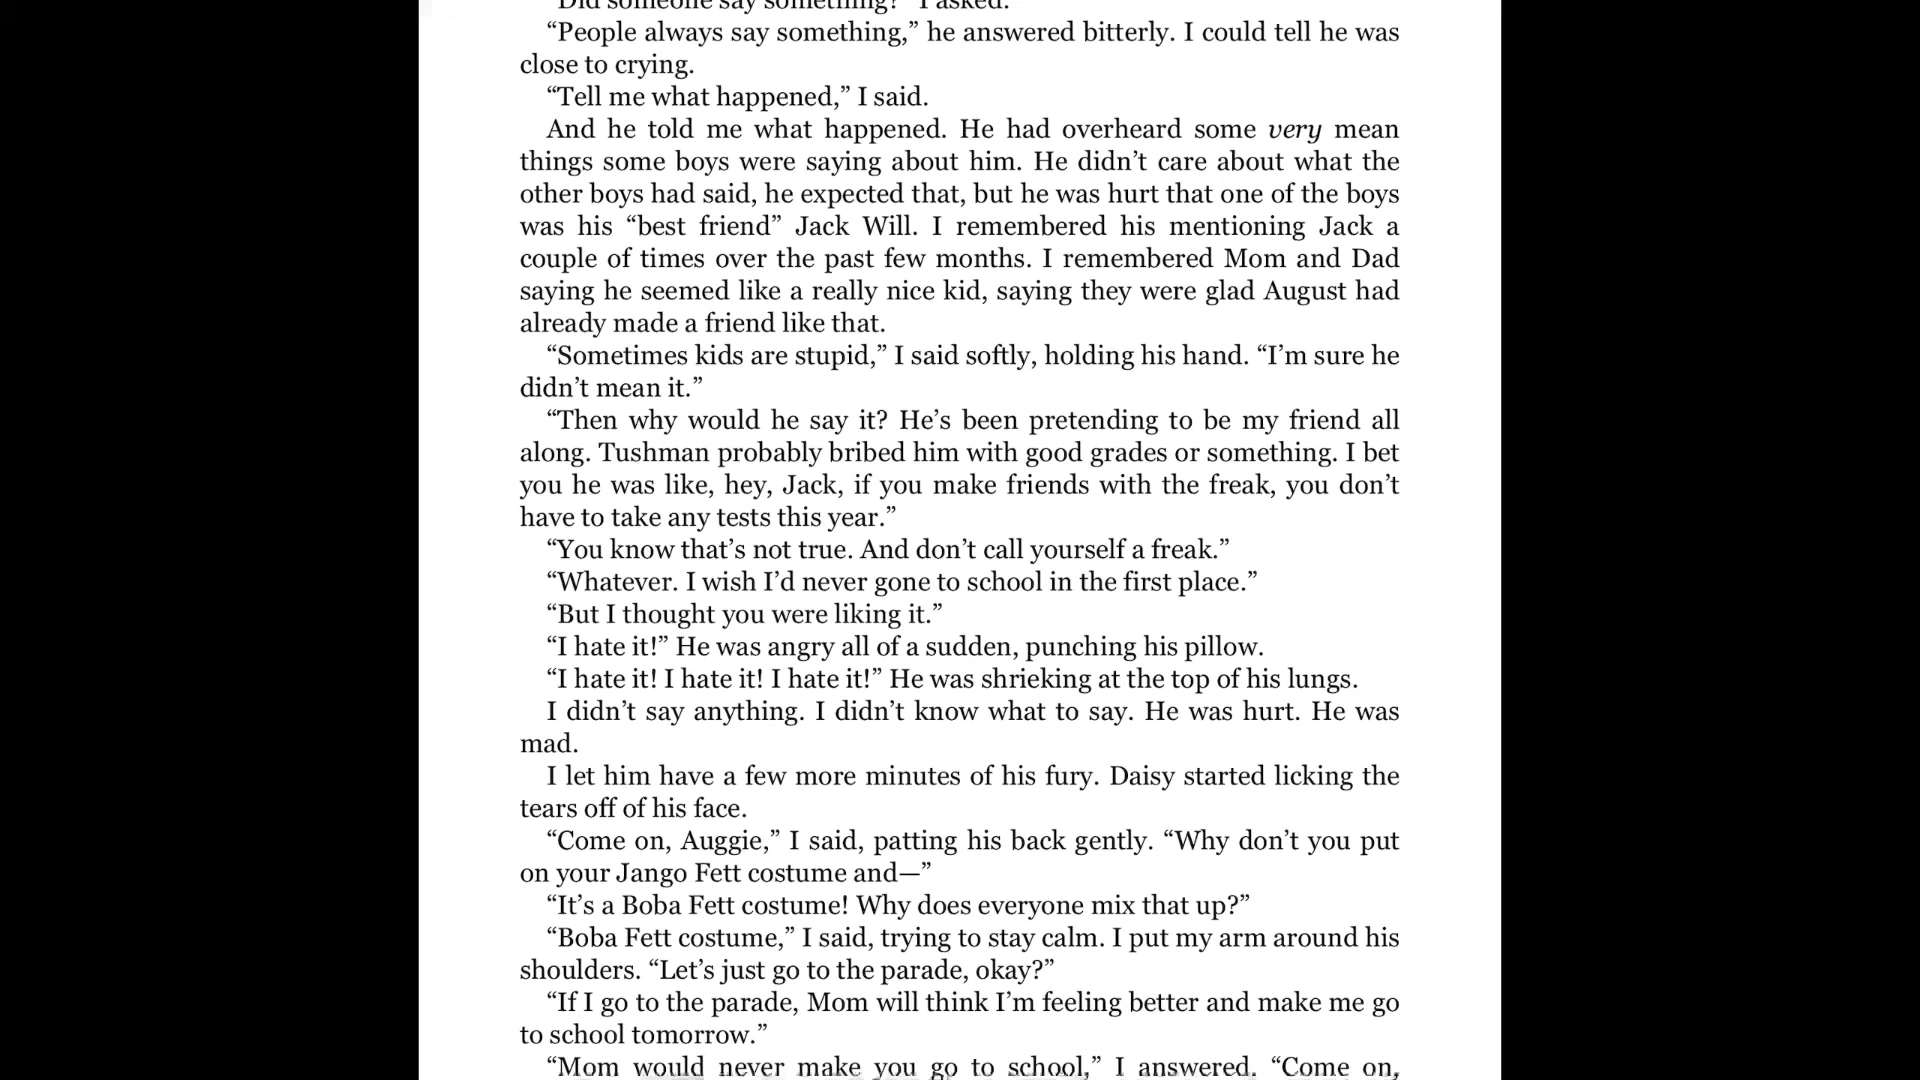 “Did someone say something?” I asked.
“People always say something,” he answered bitterly. I could tell he was
close to crying.
“Tell me what happened,” I said.
And he told me what happened. He had overheard some very mean
things some boys were saying about him. He didn’t care about what the
other boys had said, he expected that, but he was hurt that one of the boys
was his “best friend” Jack Will. I remembered his mentioning Jack a
couple of times over the past few months. I remembered Mom and Dad
saying he seemed like a really nice kid, saying they were glad August had
already made a friend like that.
“Sometimes kids are stupid,” I said softly, holding his hand. “I’m sure he
didn’t mean it.”
“Then why would he say it? He’s been pretending to be my friend all
along. Tushman probably bribed him with good grades or something. I bet
you he was like, hey, Jack, if you make friends with the freak, you don’t
have to take any tests this year.”
“You know that’s not true. And don’t call yourself a freak.”
“Whatever. I wish I’d never gone to school in the first place.”
“But I thought you were liking it.”
“I hate it!” He was angry all of a sudden, punching his pillow.
“I hate it! I hate it! I hate it!” He was shrieking at the top of his lungs.
I didn’t say anything. I didn’t know what to say. He was hurt. He was
mad.
I let him have a few more minutes of his fury. Daisy started licking the
tears off of his face.
“Come on, Auggie,” I said, patting his back gently. “Why don’t you put
on your Jango Fett costume and—”
“It’s a Boba Fett costume! Why does everyone mix that up?”
“Boba Fett costume,” I said, trying to stay calm. I put my arm around his
shoulders. “Let’s just go to the parade, okay?”
“If I go to the parade, Mom will think I’m feeling better and make me go
to school tomorrow.”
“Mom would never make you go to school,” I answered. “Come on,